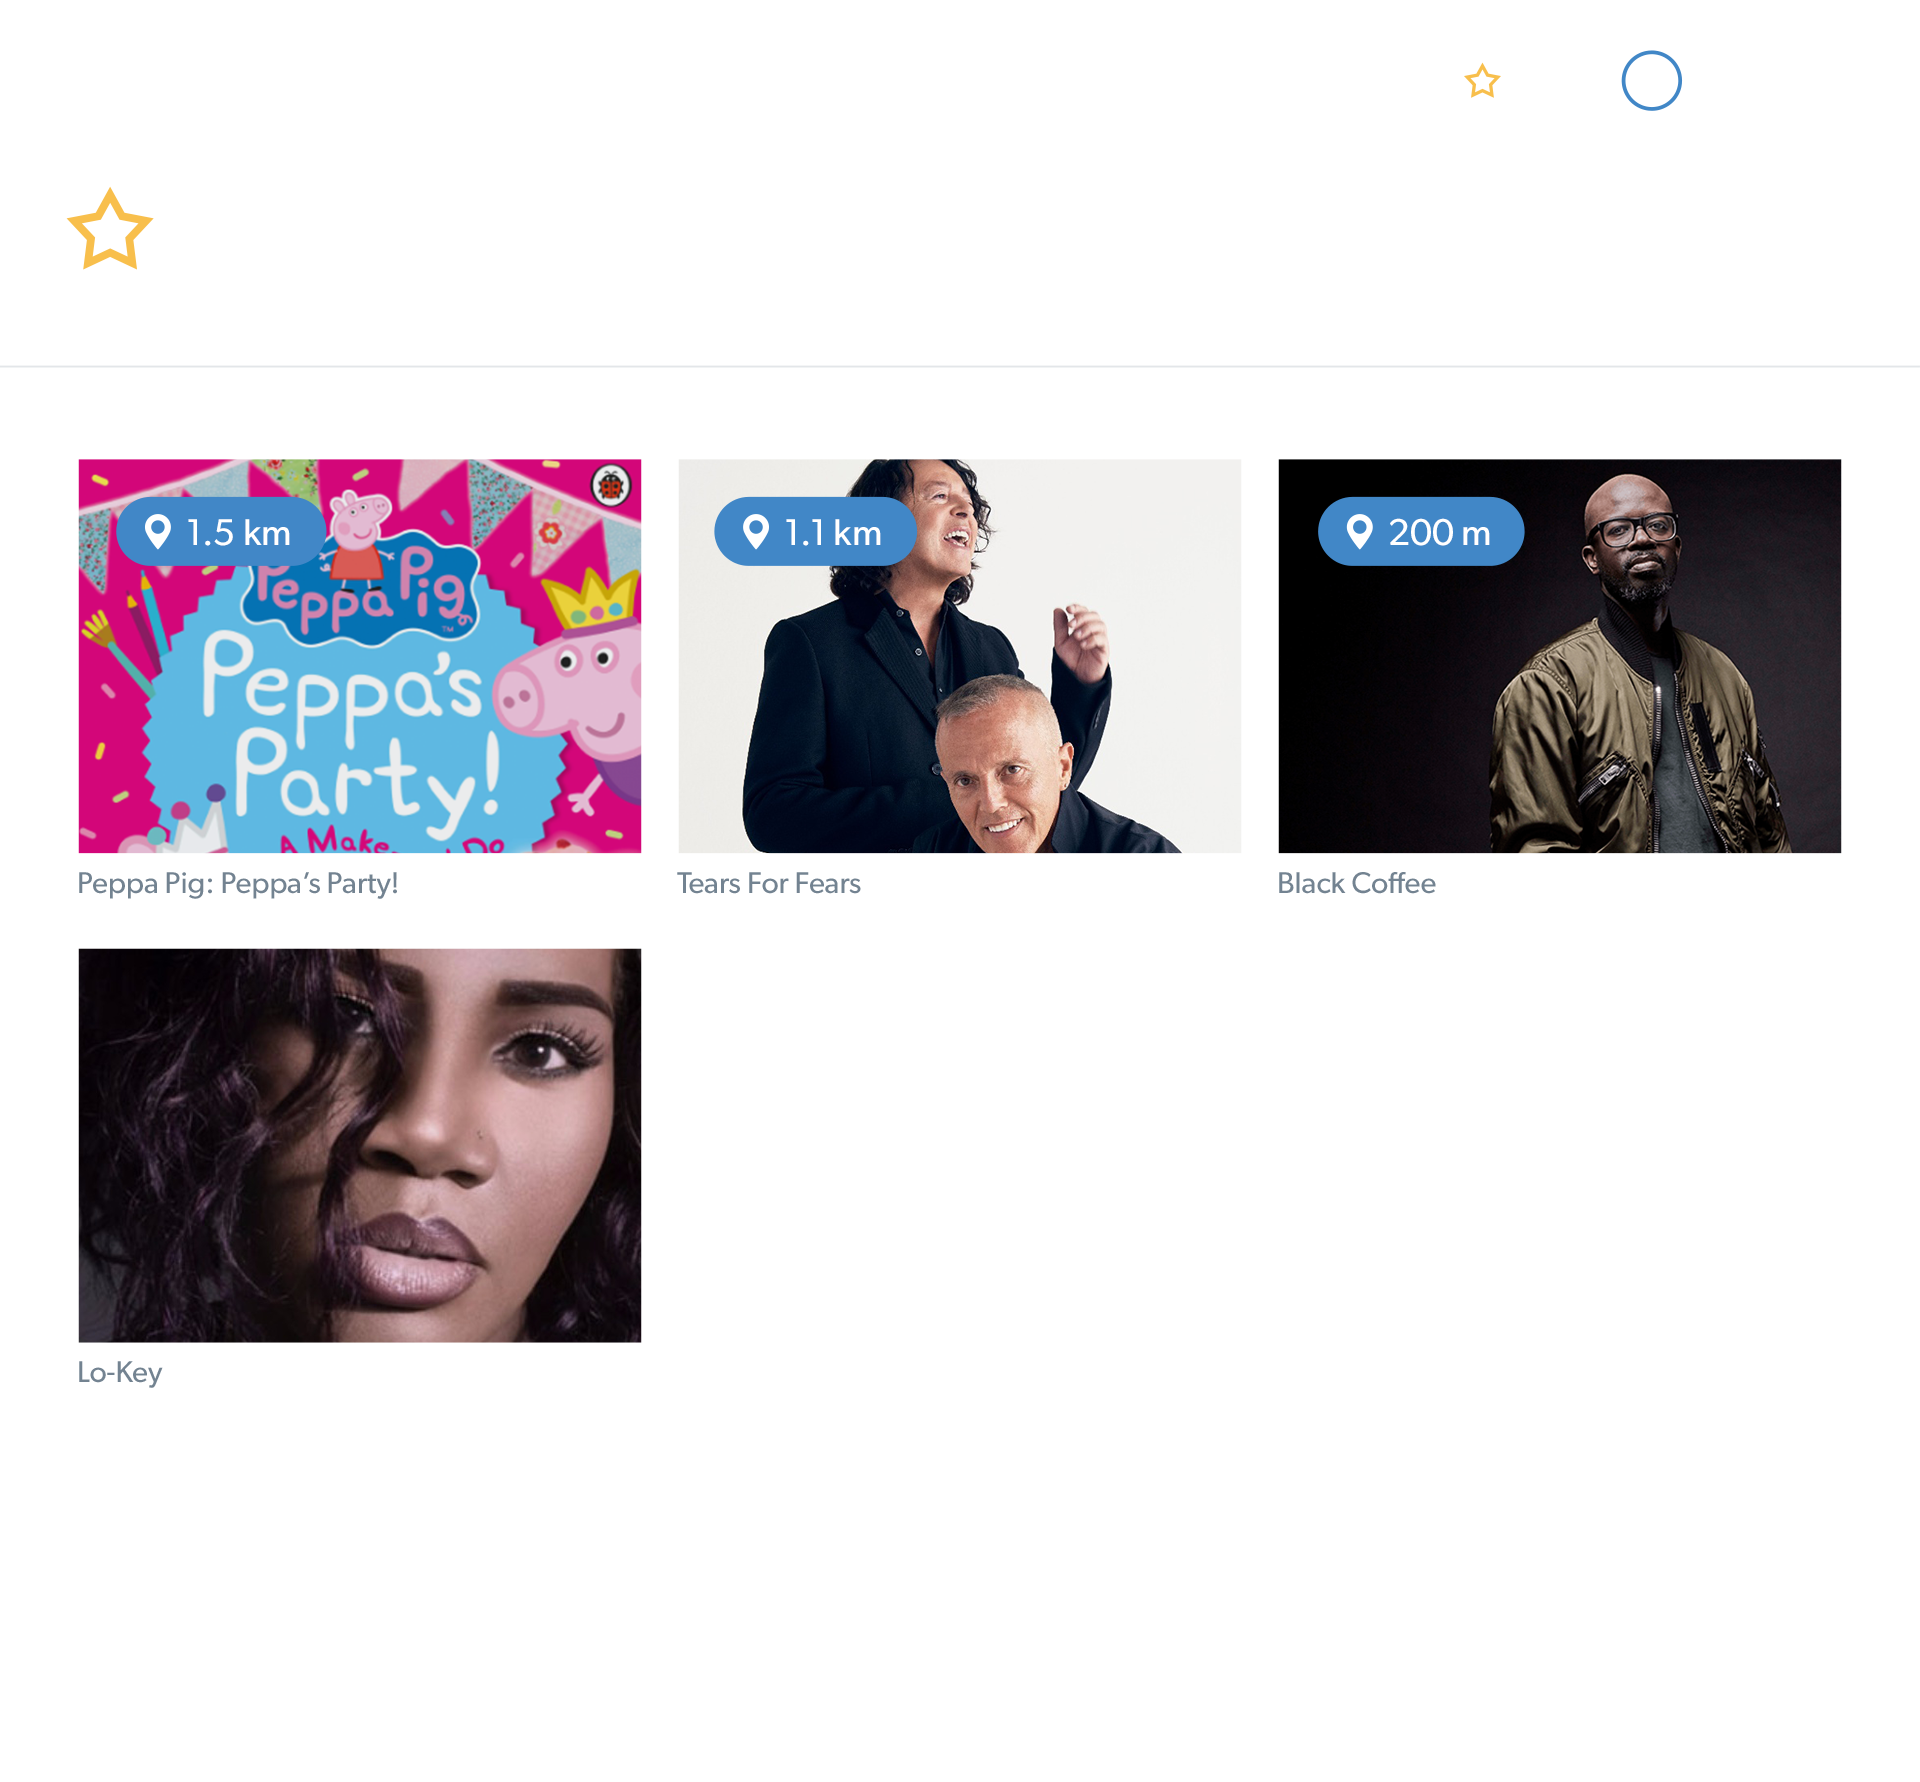 1.5 km
Peppa Pig
TM
Peppa's
Party!
A Make
Do
Peppa Pig: Peppa's Party!
1.1 km
Tears For Fears
200 m
Black Coffee
Lo-Key